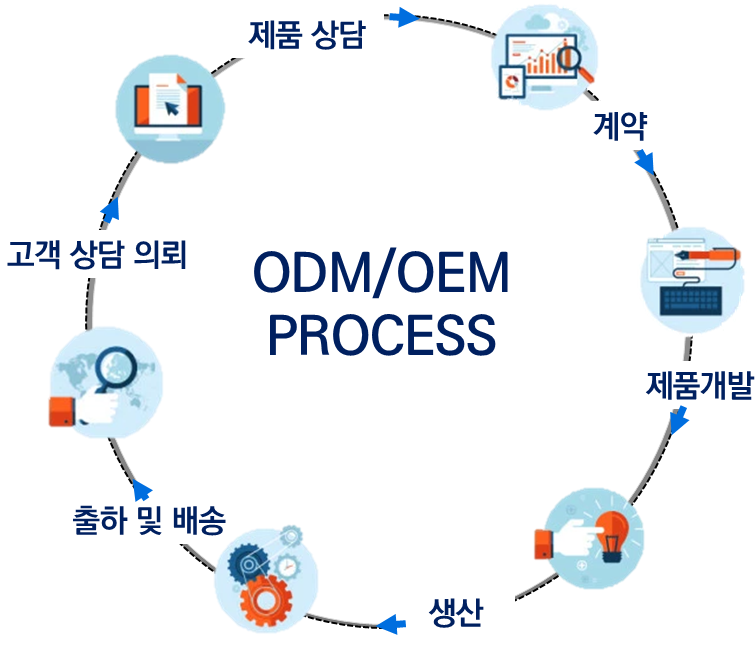 제품 상담
계약
고객 상담 의뢰
ODM/OEM
PROCESS
제품개발
출하 및 배송
생산